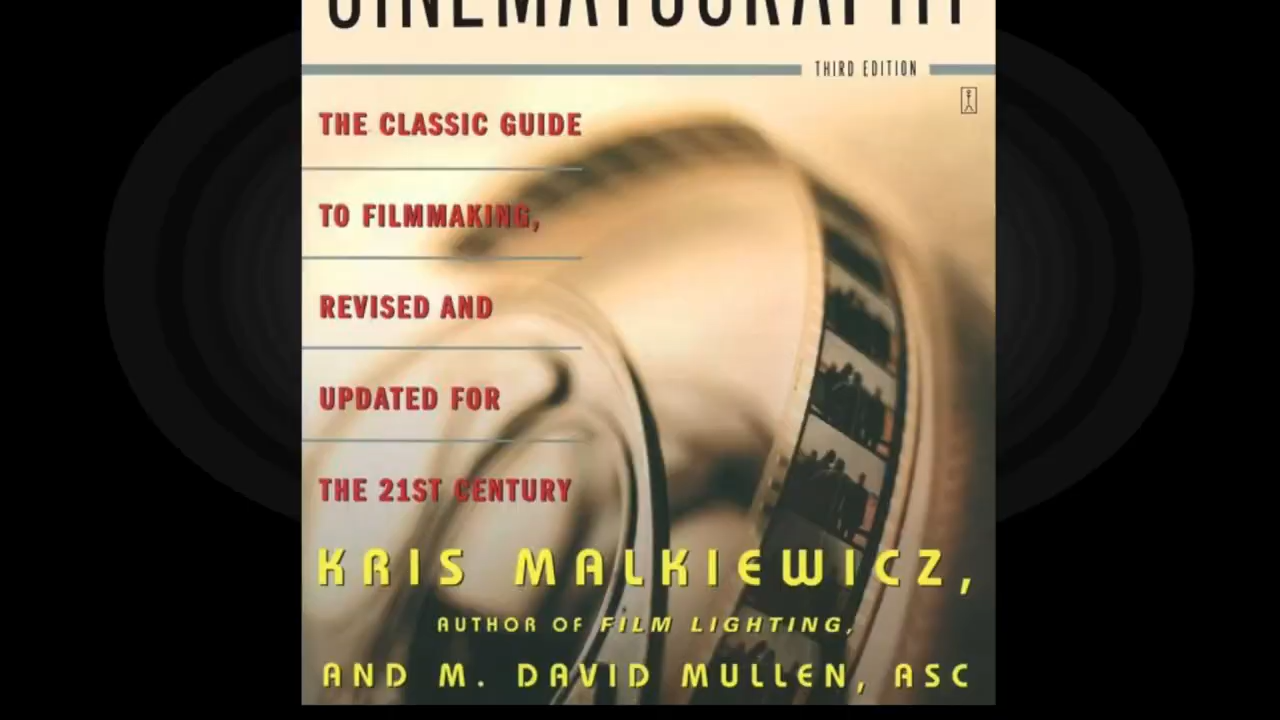 CINEMATOGRAPHY
THIRD EDITION
THE CLASSIC GUIDE
TO FILMMAKING,
REVISED AND
UPDATED FOR
THE 21ST CENTURY
KRIS MALKIEWICZ,
AUTHOR OF FILM LIGHTING,
AND M. DAVID MULLEN, ASC